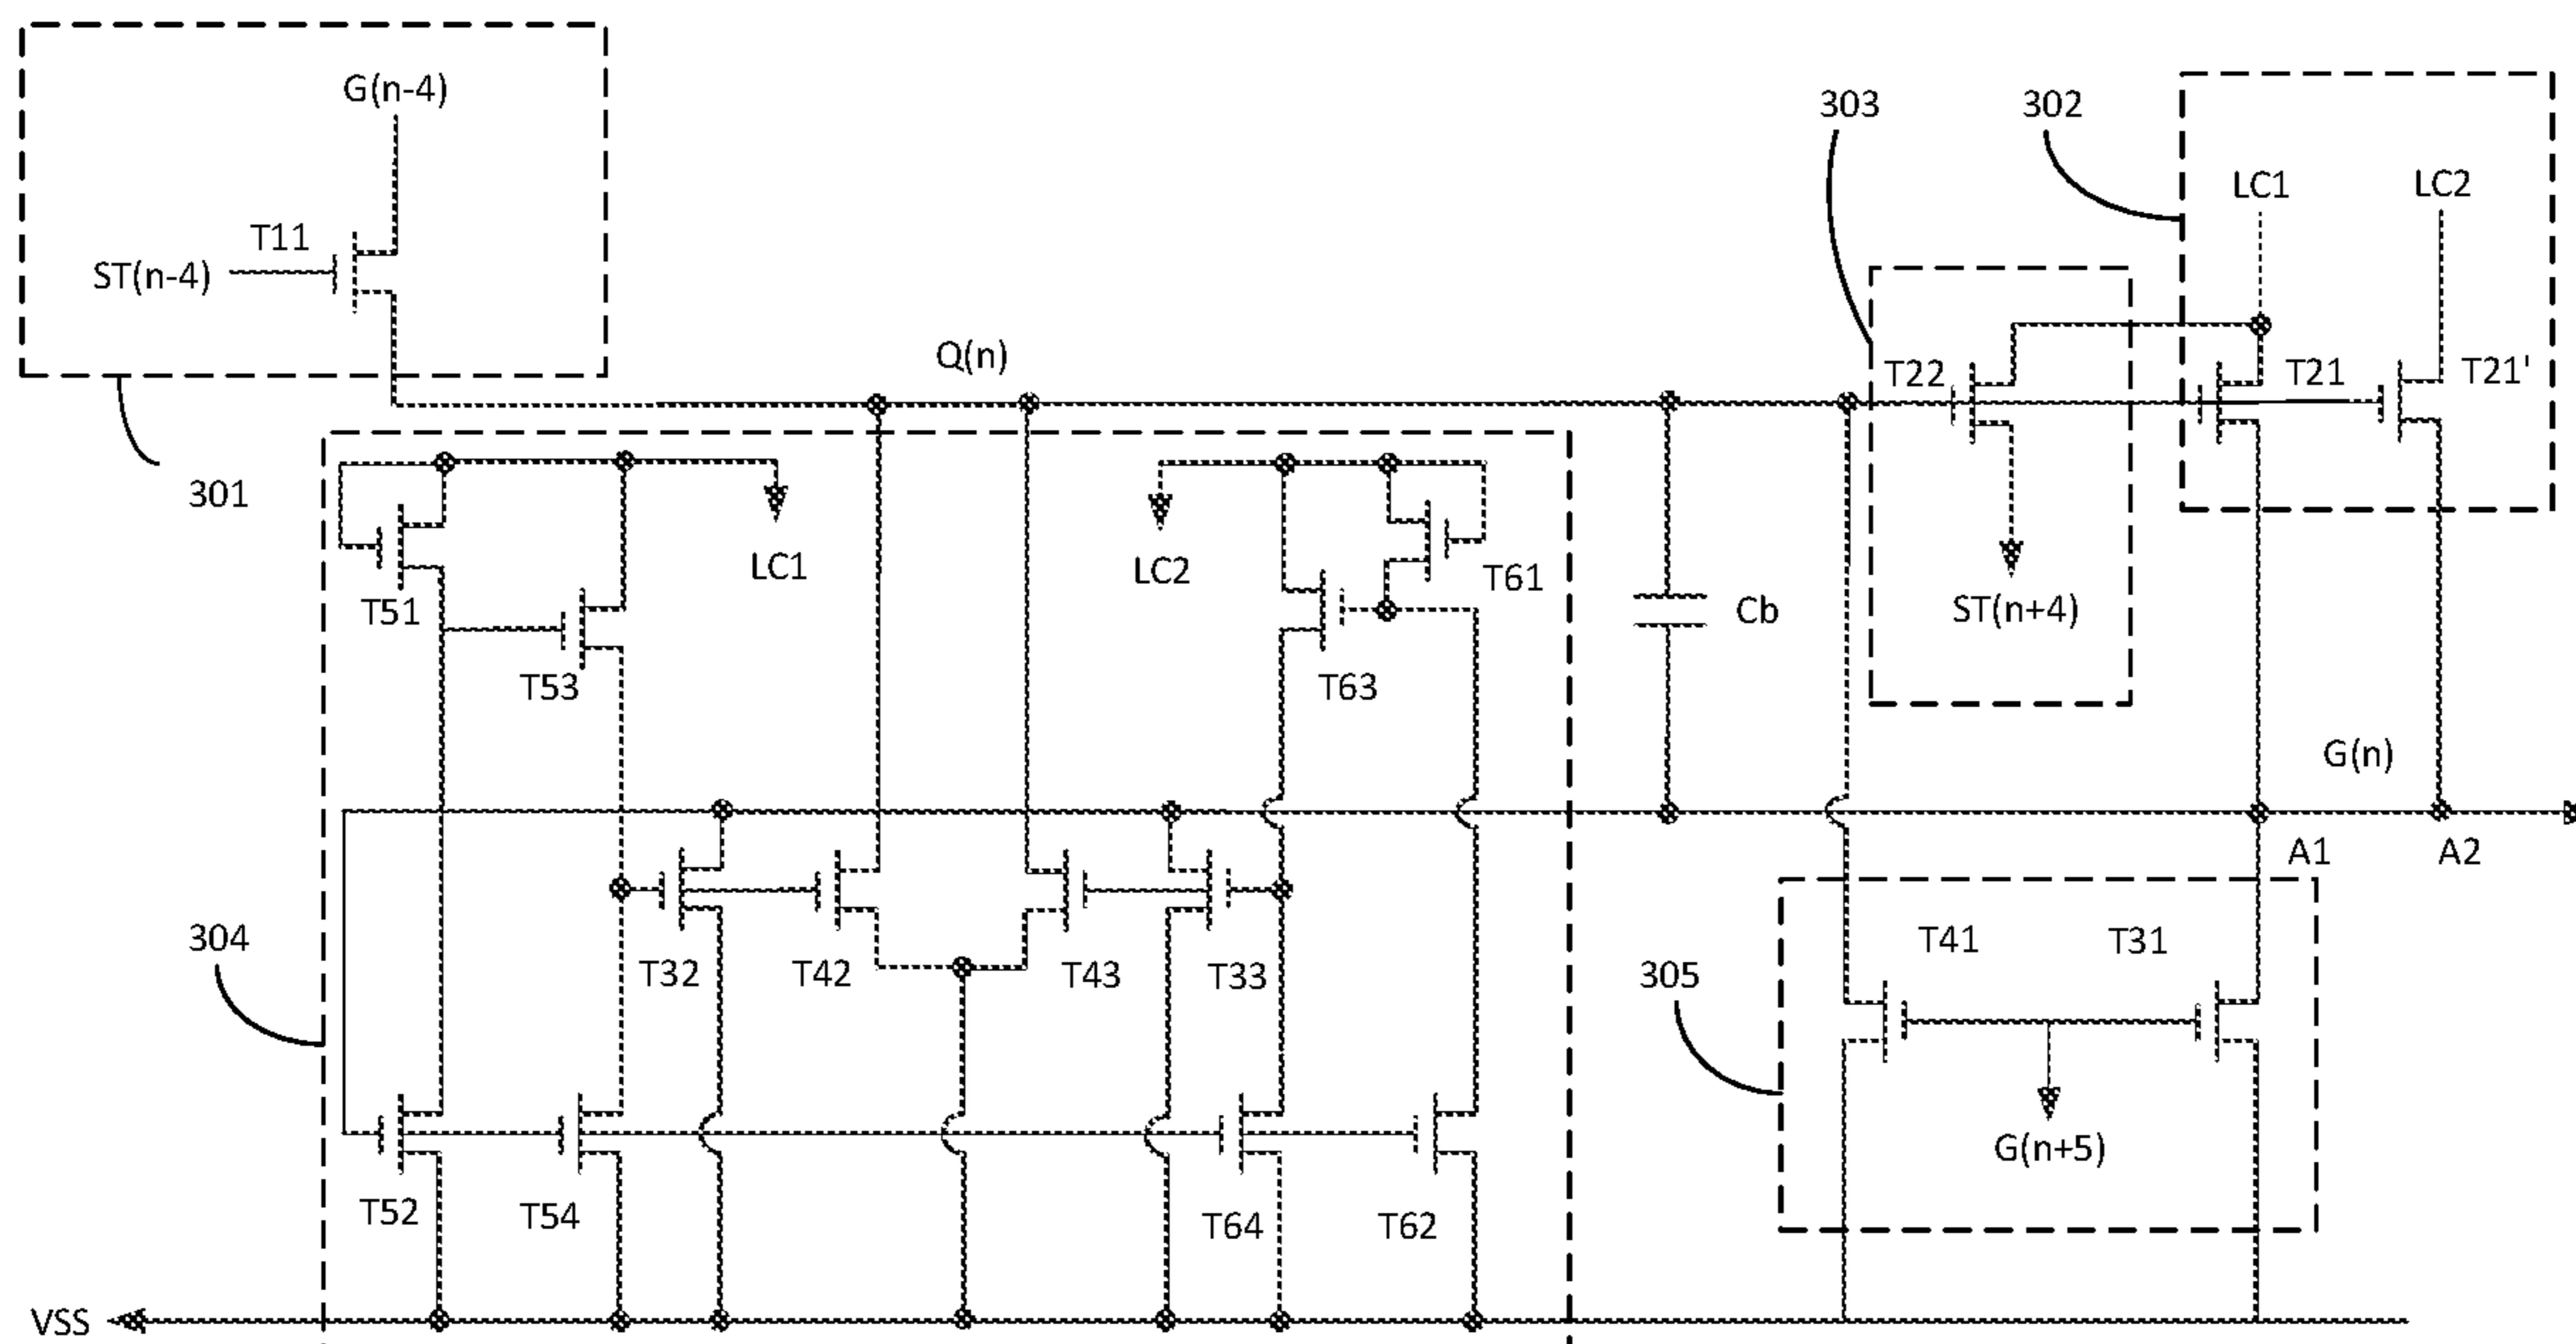 G(n-4)
303
302
LC1
LC2
T11
ST(n-4)
Q(n)
T22
T21
T21'
301
LC1
LC2
T61
T51
Cb
ST(n+4)
T53
T63
G(n)
A1
A2
304
T32
T42
T43
T33
305
T41
T31
G(n+5)
T52
T54
T64
T62
VSS